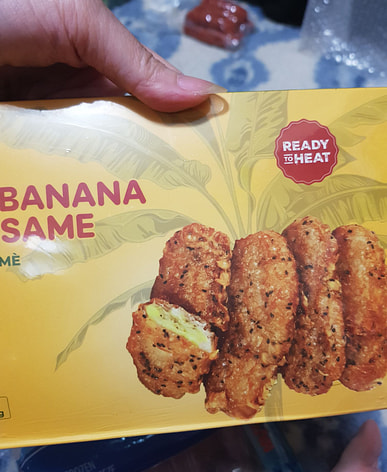 BANANA
SAME
MÈ
READY
TO HEAT
g